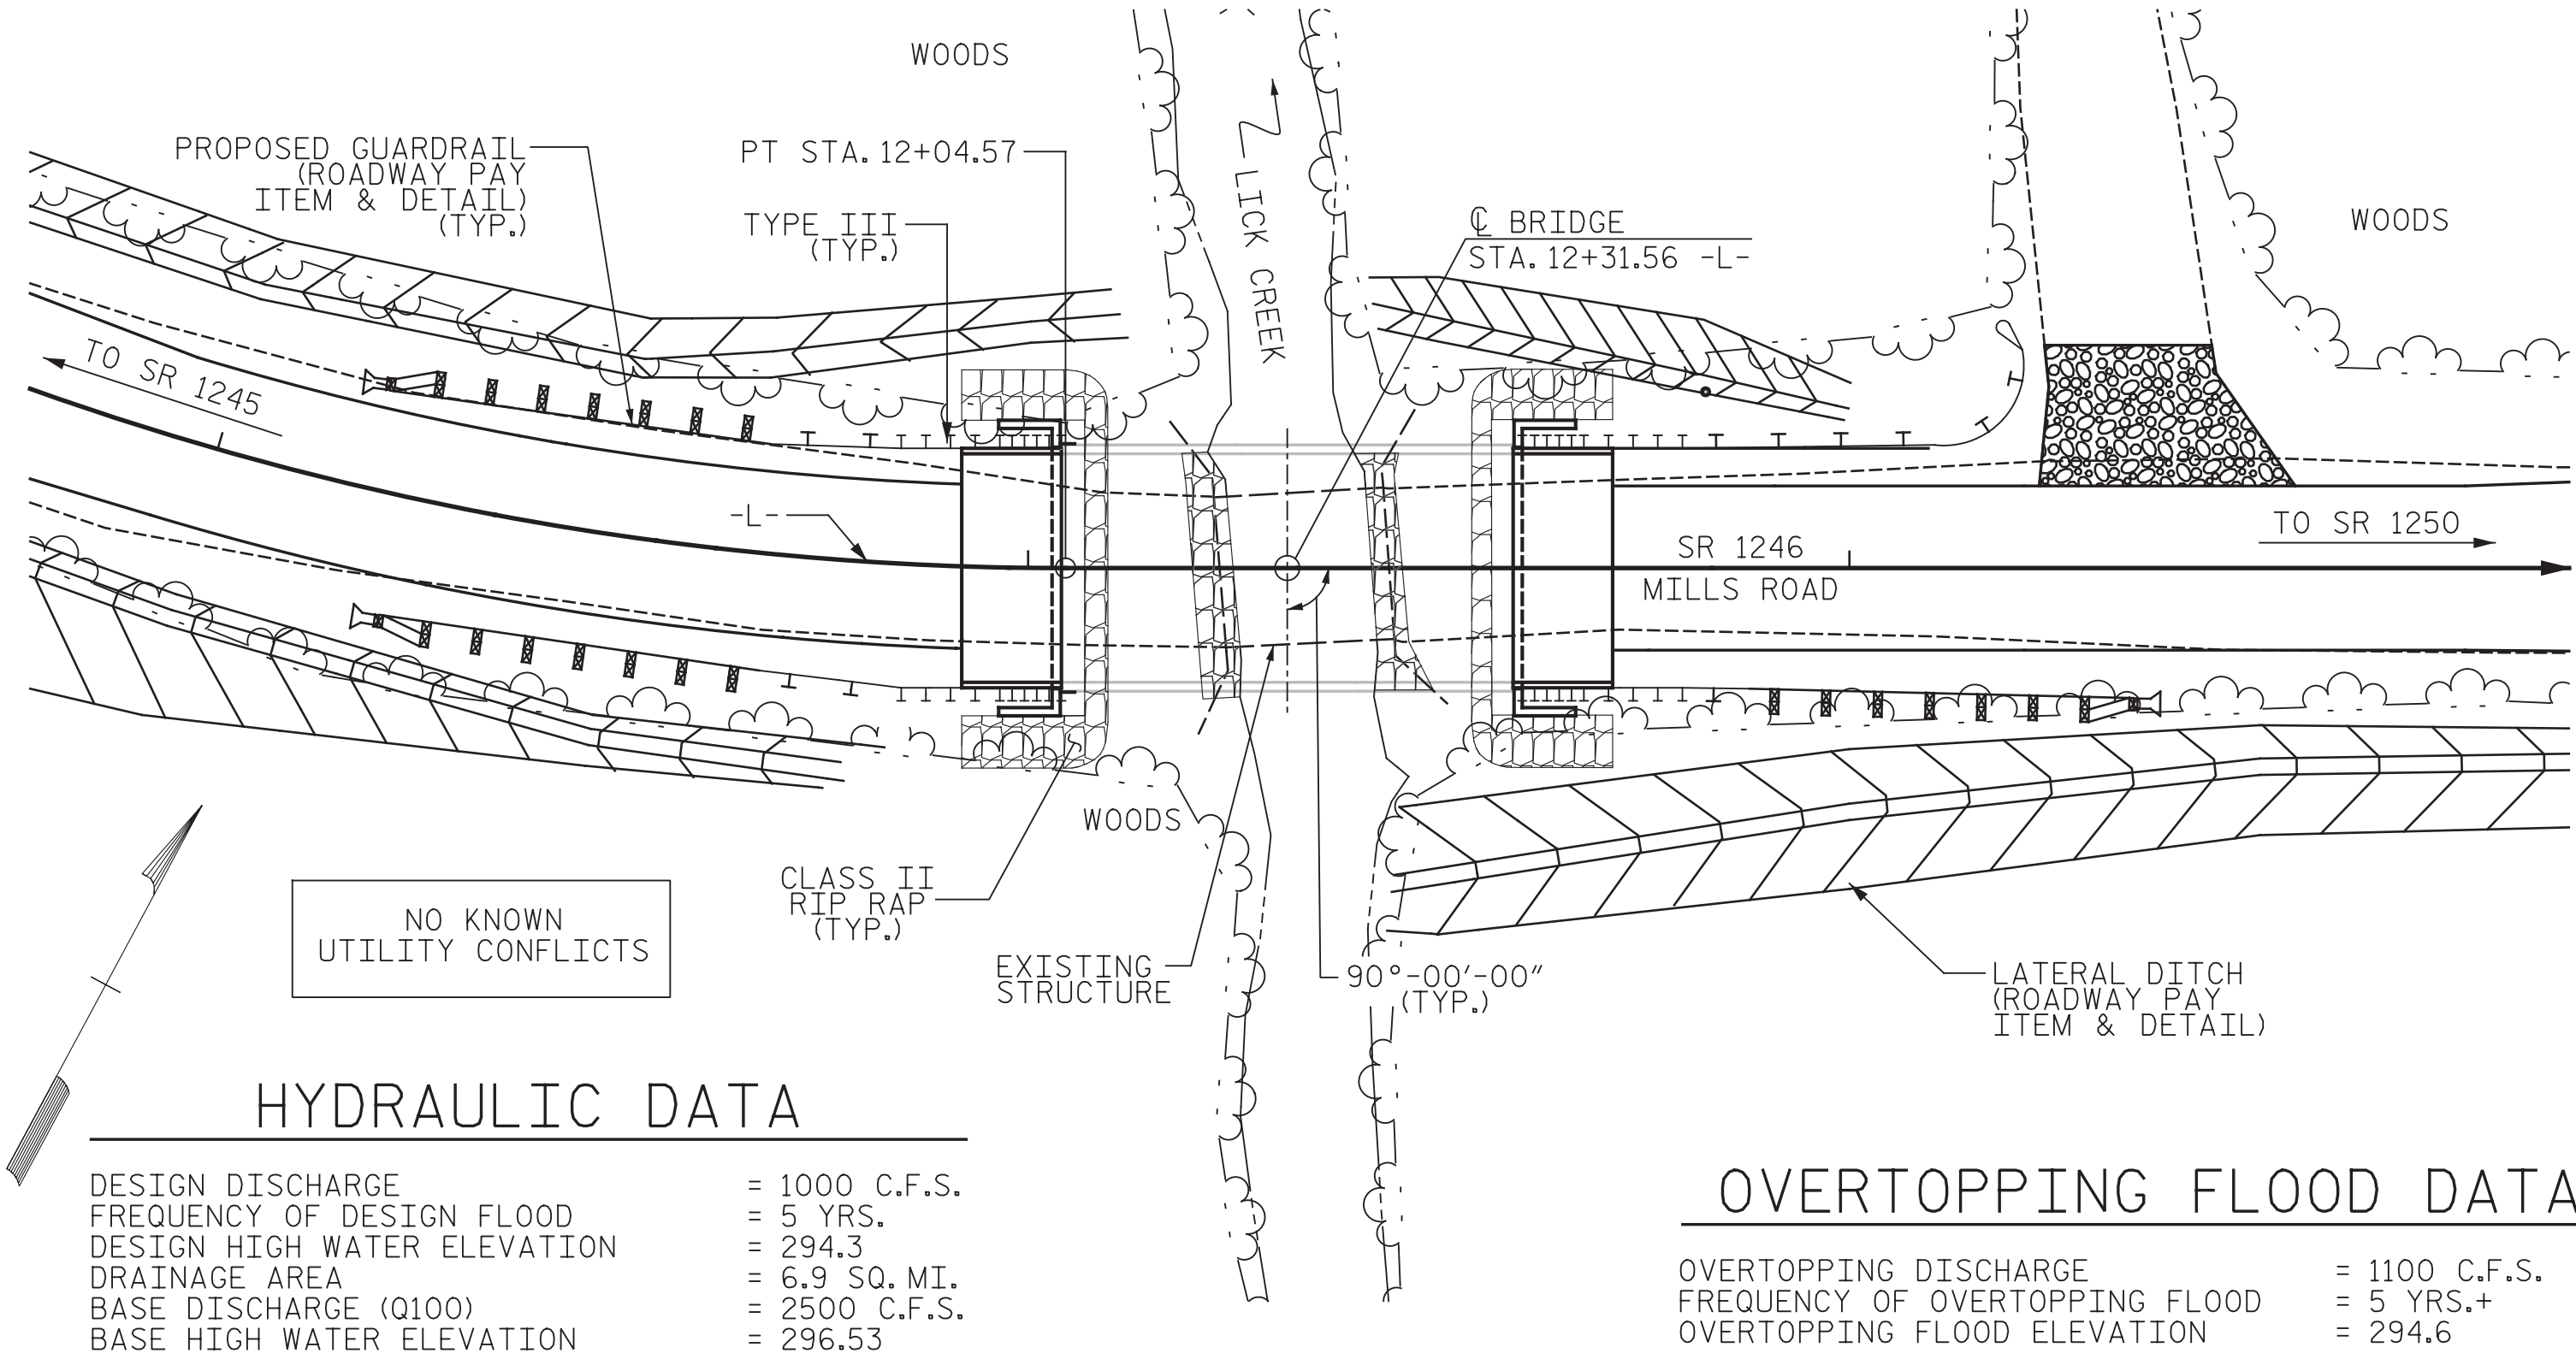 WOODS
PROPOSED GUARDRAIL
(ROADWAY PAY
ITEM & DETAIL)
(TYP.)
PT STA. 12+04.57
TYPE III
(TYP.)
LICK CREEK
℄ BRIDGE
STA. 12+31.56 -L-
WOODS
TO SR 1245
-L-
SR 1246
MILLS ROAD
TO SR 1250
WOODS
CLASS II
RIP RAP
(TYP.)
NO KNOWN
UTILITY CONFLICTS
EXISTING
STRUCTURE
90°-00'-00"
(TYP.)
LATERAL DITCH
(ROADWAY PAY
ITEM & DETAIL)
HYDRAULIC DATA
DESIGN DISCHARGE = 1000 C.F.S.
FREQUENCY OF DESIGN FLOOD = 5 YRS.
DESIGN HIGH WATER ELEVATION = 294.3
DRAINAGE AREA = 6.9 SQ. MI.
BASE DISCHARGE (Q100) = 2500 C.F.S.
BASE HIGH WATER ELEVATION = 296.53
OVERTOPPING FLOOD DATA
OVERTOPPING DISCHARGE = 1100 C.F.S.
FREQUENCY OF OVERTOPPING FLOOD = 5 YRS.+
OVERTOPPING FLOOD ELEVATION = 294.6